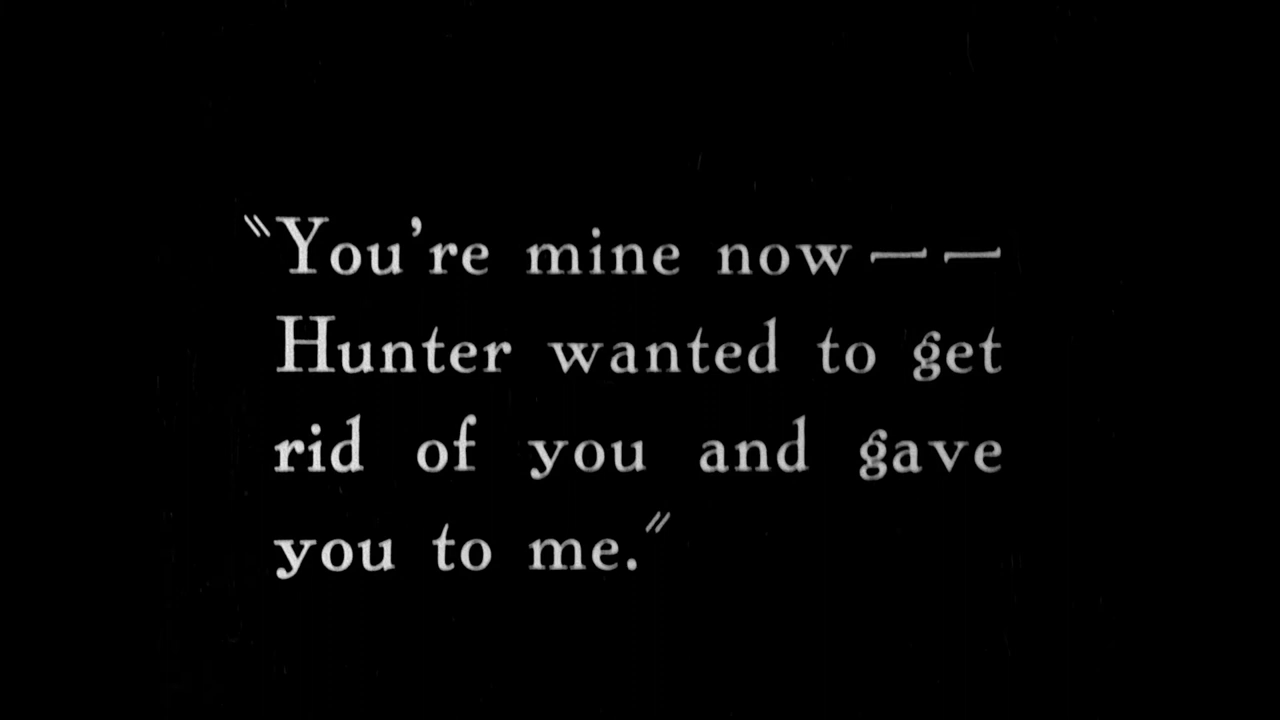 "You're mine now — —
Hunter wanted to get
rid of you and gave
you to me."